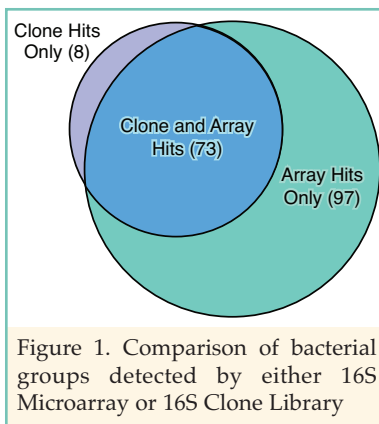 Clone Hits
Only (8)
Clone and Array
Hits (73)
Array Hits
Only (97)
Figure 1. Comparison of bacterial
groups detected by either 16S
Microarray or 16S Clone Library